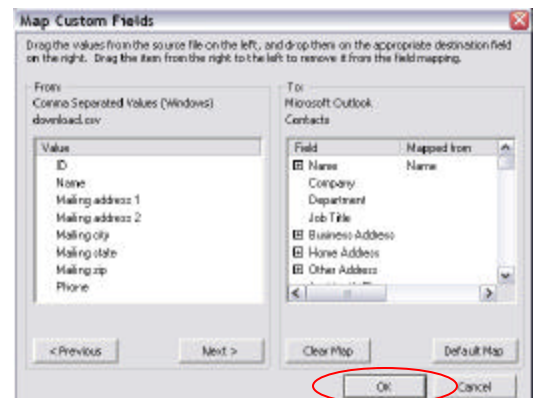 Map Custom Fields
Drag the values from the source file on the left, and drop them on the appropriate destination field
on the right. Drag the item from the right to the left to remove it from the field mapping.
From:
Comma Separated Values (Windows)
download.csv
Value
ID
Name
Mailing address 1
Mailing address 2
Mailing city
Mailing state
Mailing zip
Phone
< Previous
Next >
To:
Microsoft Outlook
Contacts
Field Mapped from
Name Name
Company
Department
Job Title
Business Address
Home Address
Other Address
Clear Map
Default Map
OK
Cancel